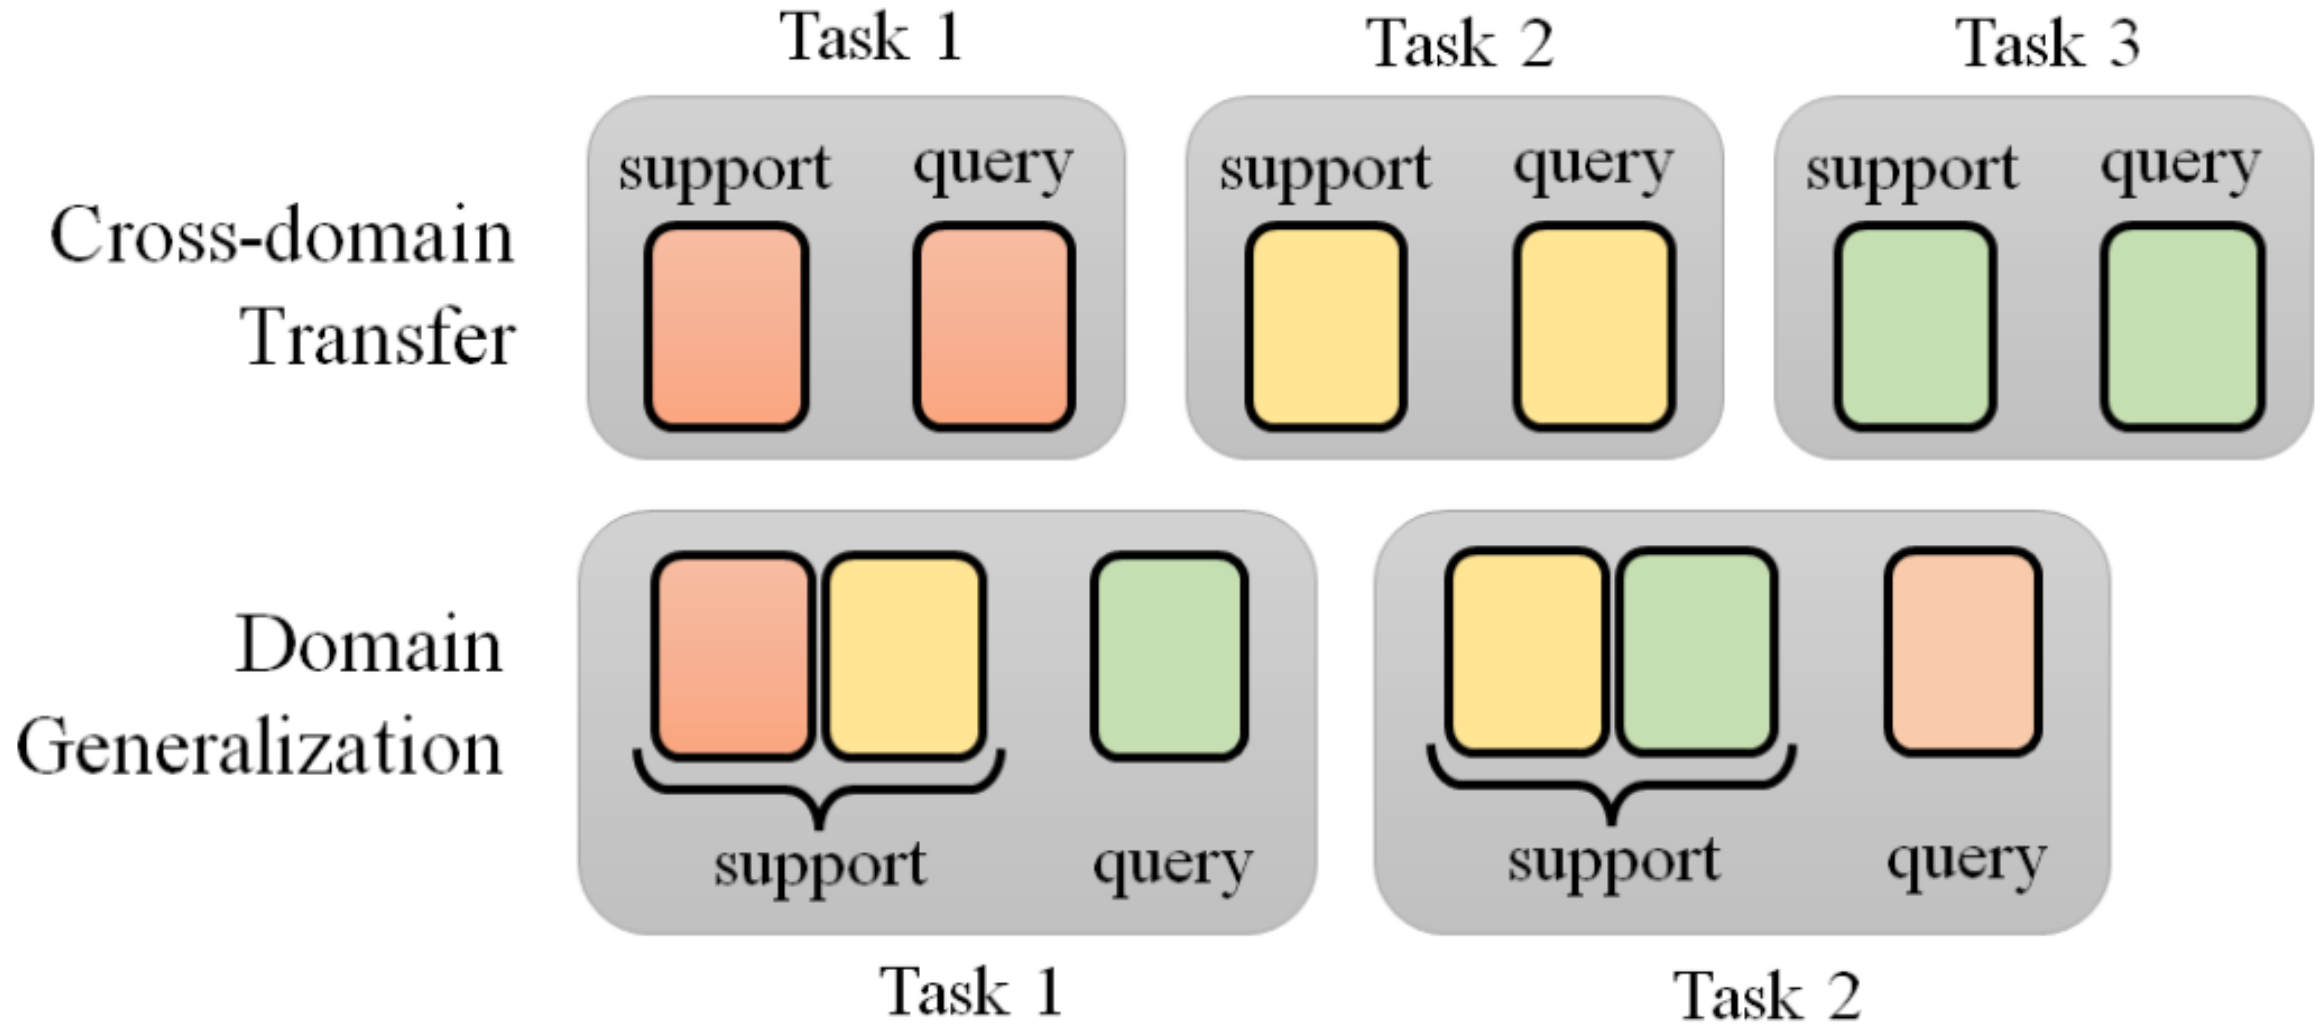 Task 1
Task 2
Task 3
support query
support query
support query
Cross-domain
Transfer
Domain
Generalization
support query
support query
Task 1
Task 2